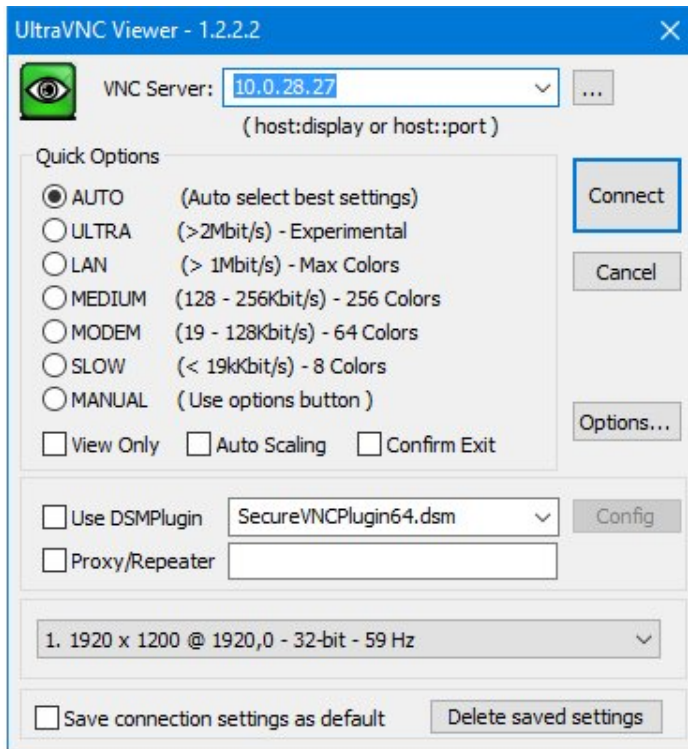 UltraVNC Viewer - 1.2.2.2
VNC Server: 10.0.28.27 ...
( host:display or host::port )
Quick Options
AUTO (Auto select best settings)
Connect
ULTRA (>2Mbit/s) - Experimental
LAN (> 1Mbit/s) - Max Colors
Cancel
MEDIUM (128 - 256Kbit/s) - 256 Colors
MODEM (19 - 128Kbit/s) - 64 Colors
SLOW (< 19kKbit/s) - 8 Colors
MANUAL ( Use options button )
Options...
View Only Auto Scaling Confirm Exit
Use DSMPlugin SecureVNCPlugin64.dsm Config
Proxy/Repeater
1. 1920 x 1200 @ 1920,0 - 32-bit - 59 Hz
Save connection settings as default Delete saved settings